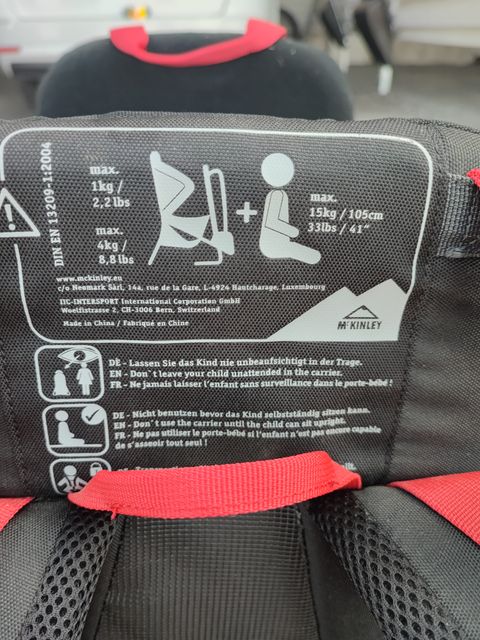 DIN EN 13209-1:2004
max.
1kg /
2,2 lbs
max.
4kg /
8,8 lbs
+
max.
15kg / 105cm
33lbs / 41"
www.mckinley.eu
c/o Neomark Sàrl, 14a, rue de la Gare, L-4924 Hautcharage, Luxembourg
IIC-INTERSPORT International Corporation GmbH
Woelflistrasse 2, CH-3006 Bern, Switzerland
Made in China / Fabriqué en Chine
McKINLEY
DE - Lassen Sie das Kind nie unbeaufsichtigt in der Trage.
EN - Don´t leave your child unattended in the carrier.
FR - Ne jamais laisser l'enfant sans surveillance dans le porte-bébé !
DE - Nicht benutzen bevor das Kind selbstständig sitzen kann.
EN - Don´t use the carrier until the child can sit upright.
FR - Ne pas utiliser le porte-bébé si l'enfant n'est pas encore capable
de s'asseoir tout seul !